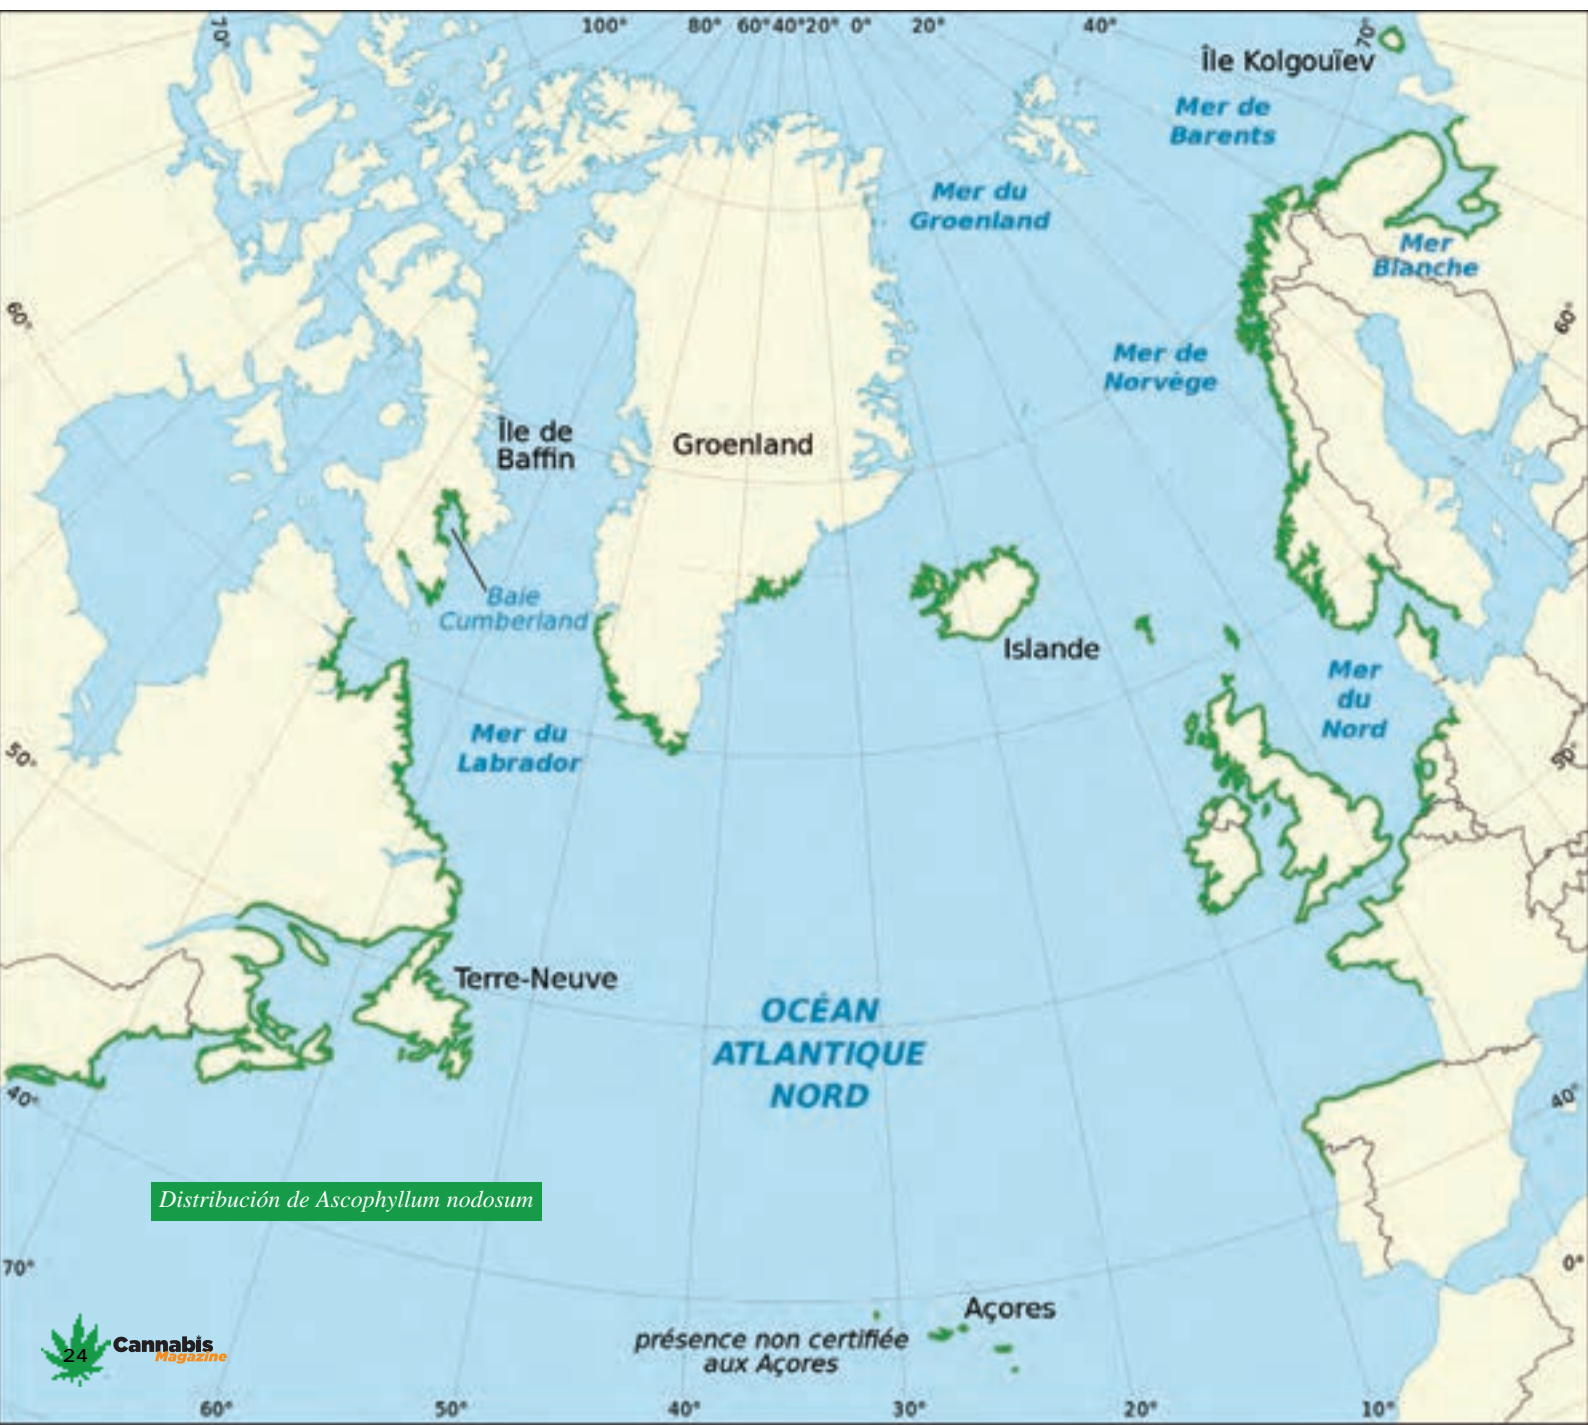 10°
100°
80°
60°
40°
20°
0°
20°
40°
70°
Île Kolgouïev
Mer de
Barents
Mer du
Groenland
Mer
Blanche
60°
60°
Mer de
Norvège
Île de
Baffin
Groenland
Baie
Cumberland
Islande
Mer
du
Nord
Mer du
Labrador
50°
50°
Terre-Neuve
OCÉAN
ATLANTIQUE
NORD
40°
40°
Distribución de Ascophyllum nodosum
70°
0°
Açores
présence non certifiée
aux Açores
24
Cannabis
Magazine
60°
50°
40°
30°
20°
10°